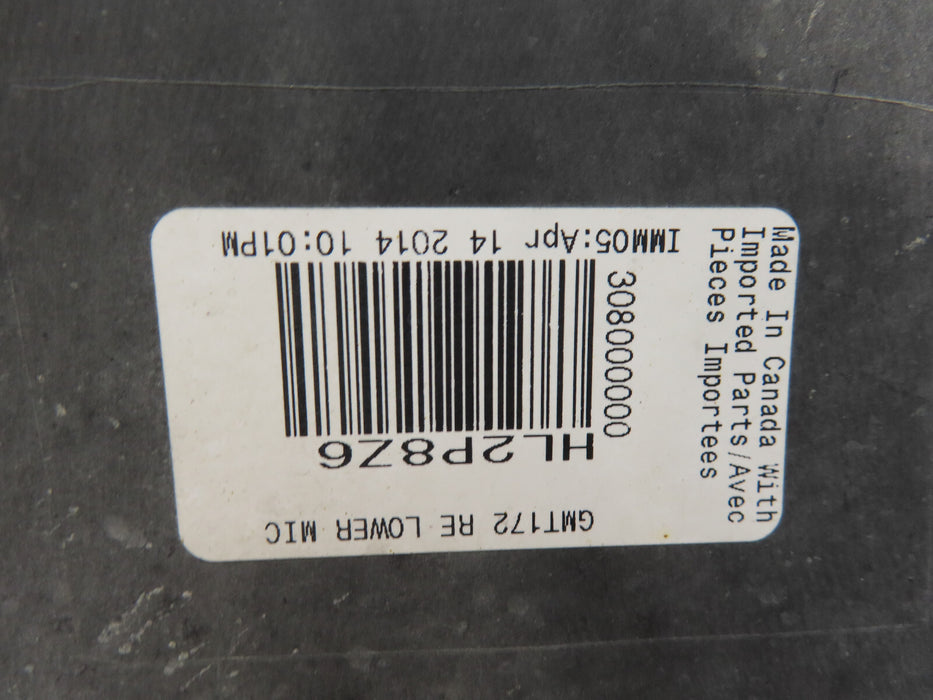 GMT172 RE LOWER MIC
HL2P8Z6
IMM05:Apr 14 2014 10:01PM
308000000
Made In Canada With
Imported Parts/Avec
Pieces Importees